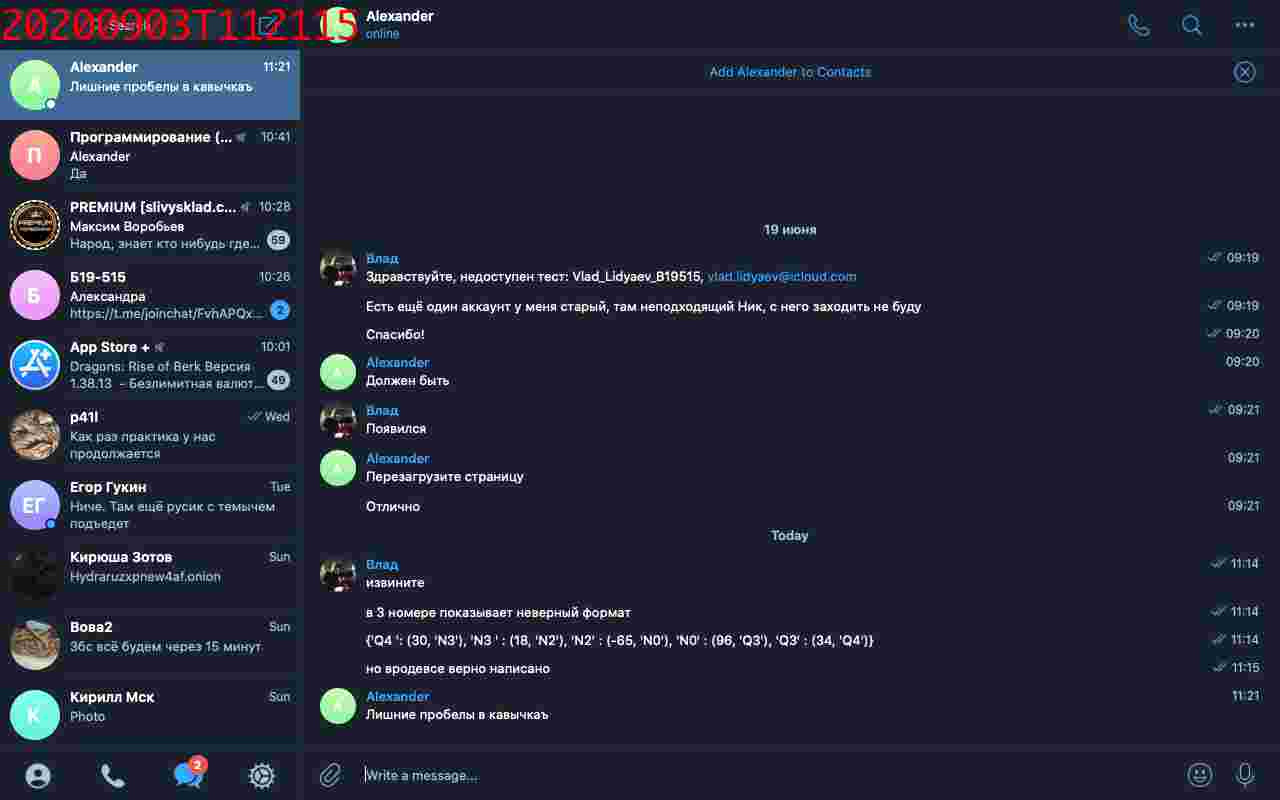 20200903T112115
Search
Alexander 11:21
Лишние пробелы в кавычкаъ
Программирование (... 10:41
Alexander
Да
PREMIUM [slivysklad.c... 10:28
Максим Воробьев
Народ, знает кто нибудь где... 59
Б19-515 10:26
Александра
https://t.me/joinchat/FvhAPQx... 2
App Store + 10:01
Dragons: Rise of Berk Версия
1.38.13 - Безлимитная валют... 49
p41l Wed
Как раз практика у нас
продолжается
ЕГ
Егор Гукин Tue
Ниче. Там ещё русик с темычем
подъедет
Кирюша Зотов Sun
Hydraruzxpnew4af.onion
Вова2 Sun
Збс всё будем через 15 минут
Кирилл Мск Sun
Photo
2
Alexander
online
Add Alexander to Contacts
19 июня
Влад 09:19
Здравствуйте, недоступен тест: Vlad_Lidyaev_B19515, vlad.lidyaev@icloud.com
Есть ещё один аккаунт у меня старый, там неподходящий Ник, с него заходить не буду 09:19
Спасибо! 09:20
Alexander 09:20
Должен быть
Влад 09:21
Появился
Alexander 09:21
Перезагрузите страницу
Отлично 09:21
Today
Влад 11:14
извините
в 3 номере показывает неверный формат 11:14
{'Q4 ': (30, 'N3'), 'N3 ' : (18, 'N2'), 'N2' : (-65, 'N0'), 'N0' : (96, 'Q3'), 'Q3' : (34, 'Q4')} 11:14
но вродевсе верно написано 11:15
Alexander 11:21
Лишние пробелы в кавычкаъ
Write a message...